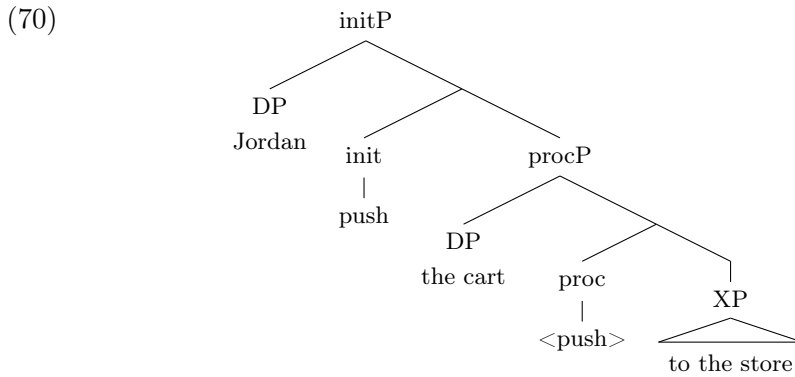 (70)
initP
DP
Jordan
init
procP
push
DP
the cart
proc
XP
<push>
to the store